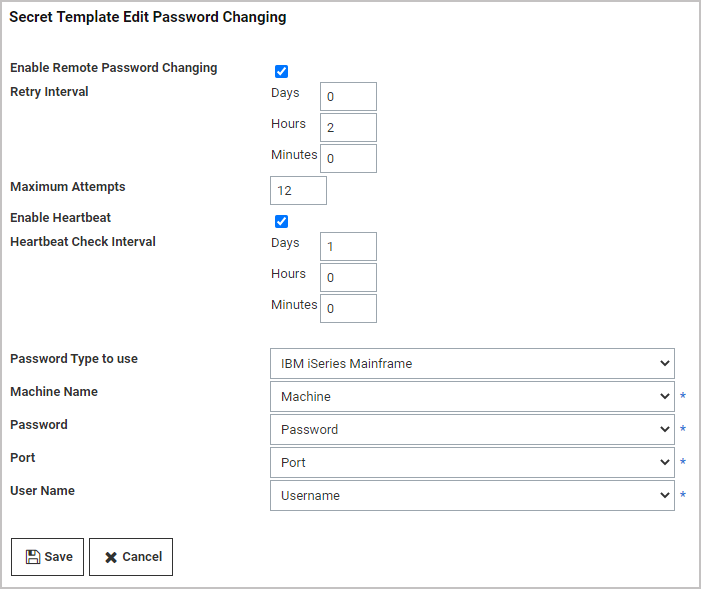 Secret Template Edit Password Changing
Enable Remote Password Changing
Retry Interval Days 0
Hours 2
Minutes 0
Maximum Attempts 12
Enable Heartbeat
Heartbeat Check Interval Days 1
Hours 0
Minutes 0
Password Type to use IBM iSeries Mainframe
Machine Name Machine *
Password Password *
Port Port *
User Name Username *
Save Cancel